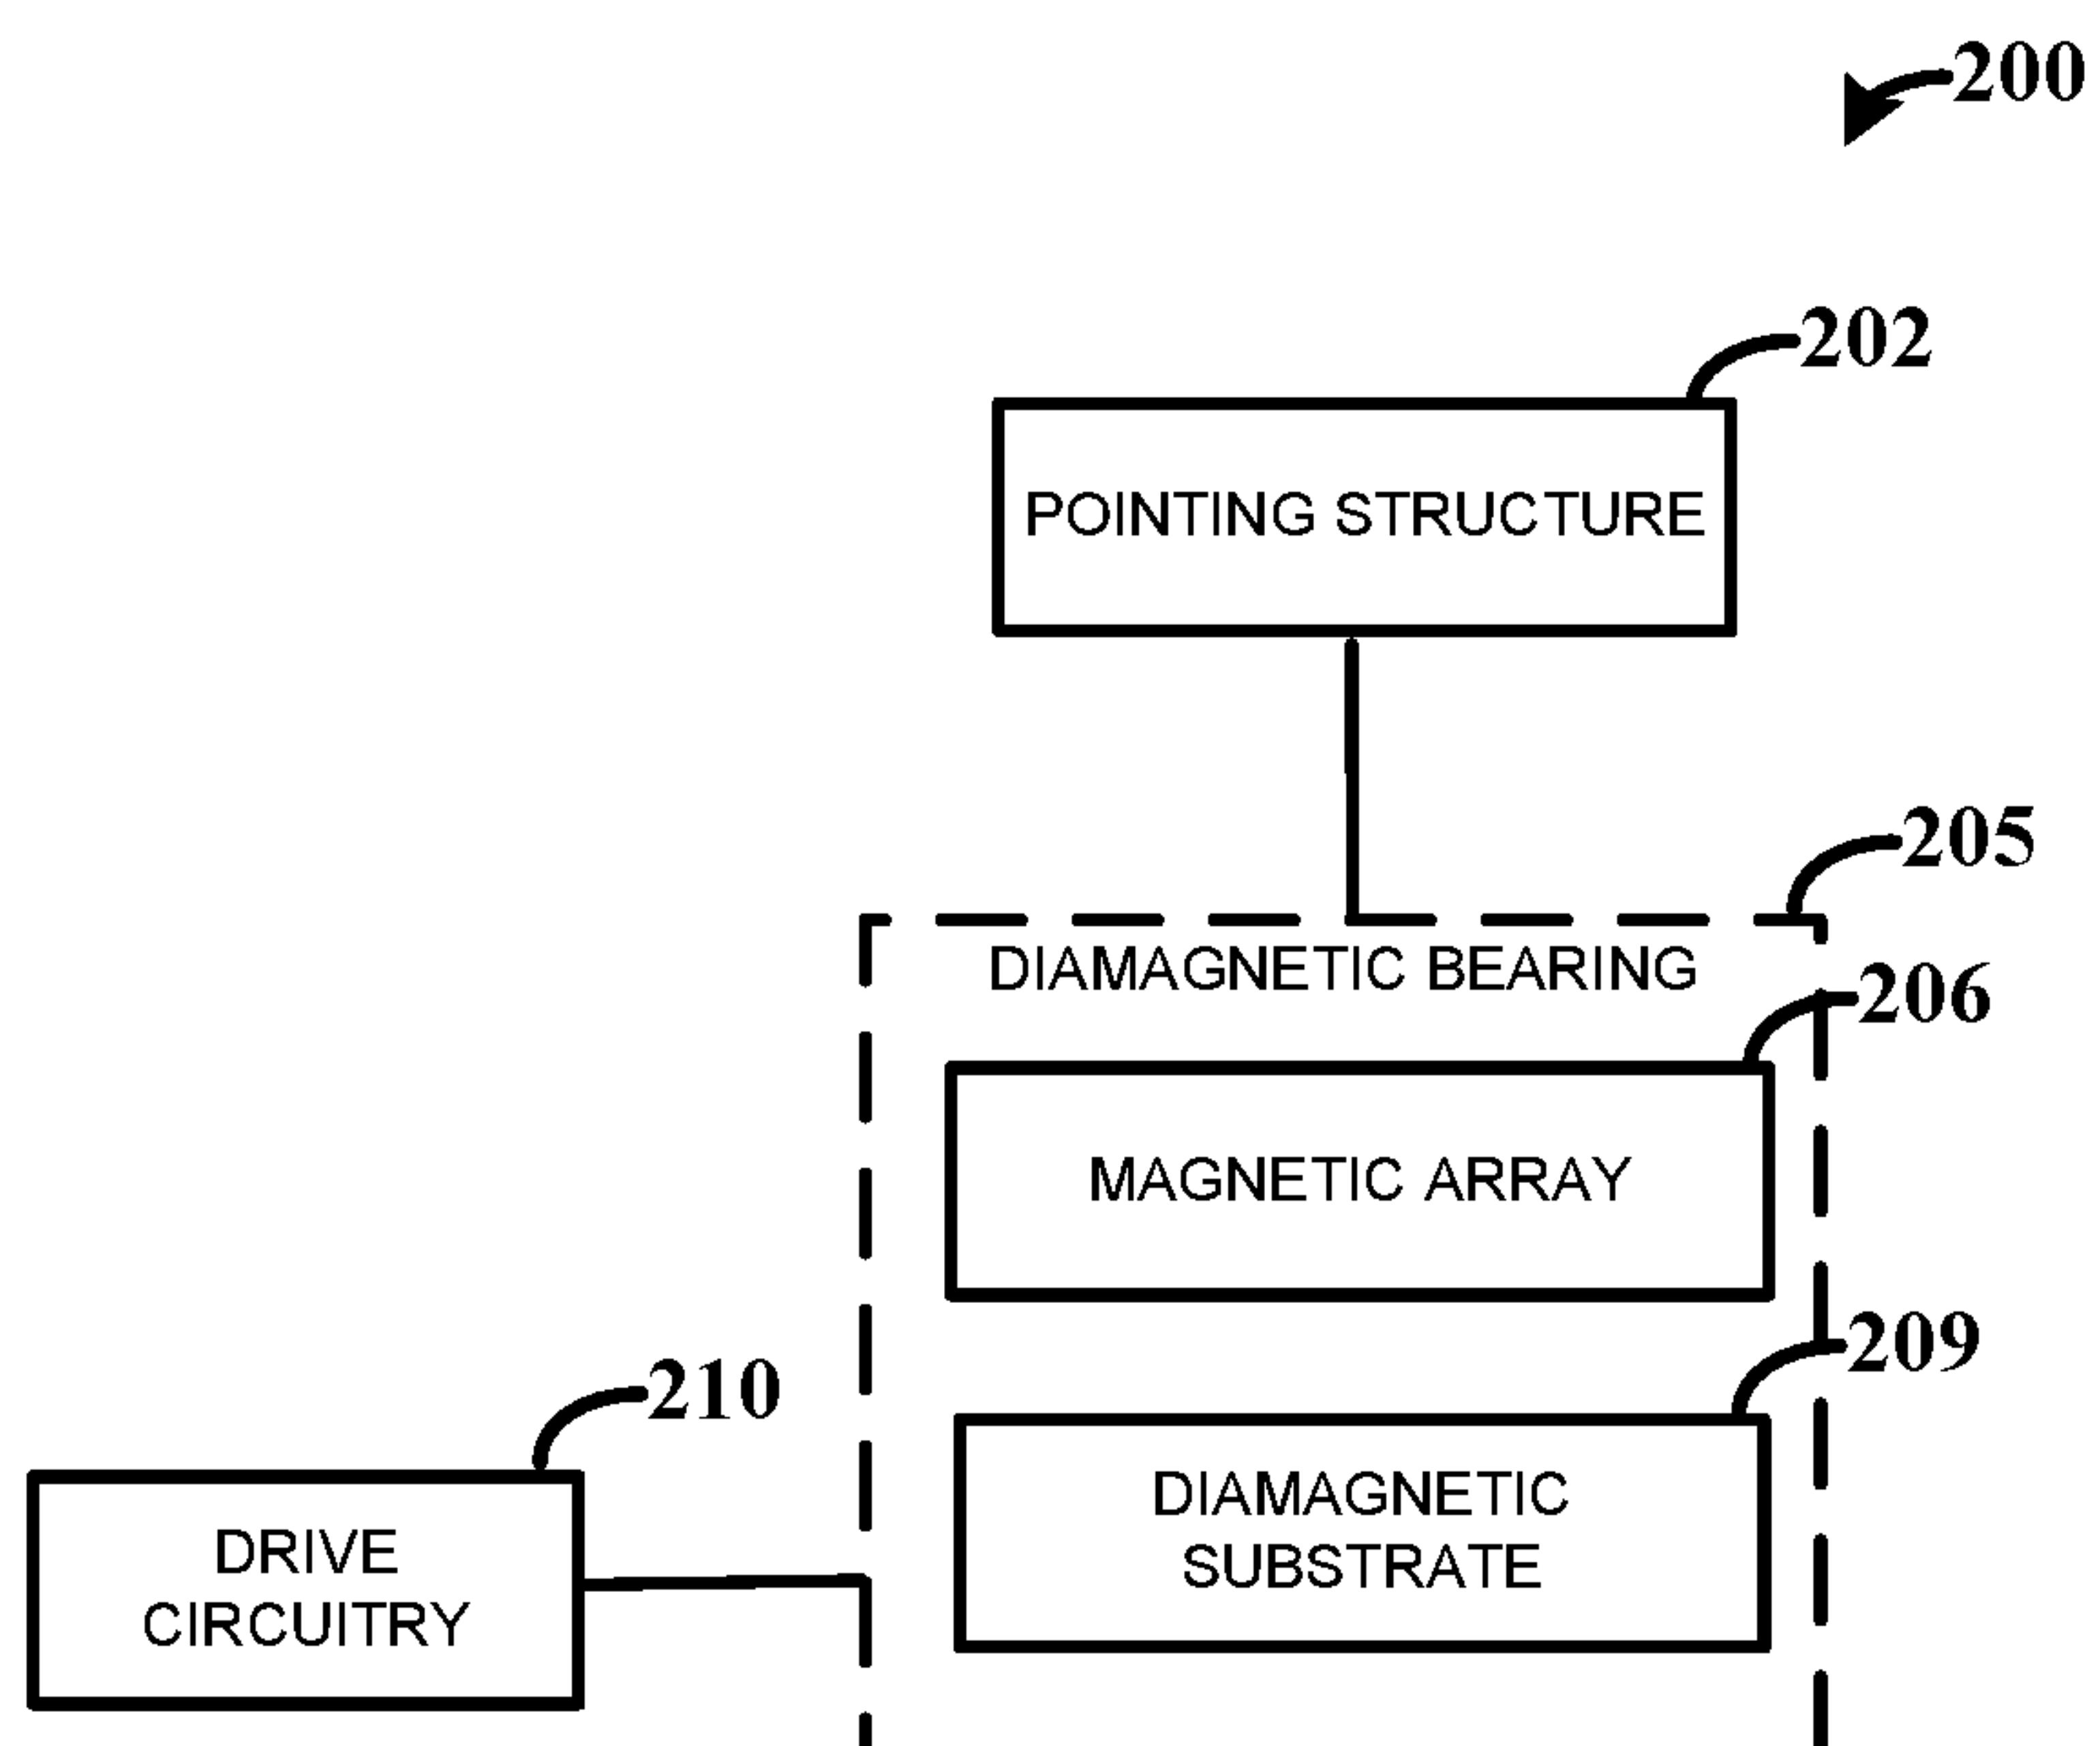 200
202
POINTING STRUCTURE
205
DIAMAGNETIC BEARING
206
MAGNETIC ARRAY
209
210
DIAMAGNETIC
SUBSTRATE
DRIVE
CIRCUITRY